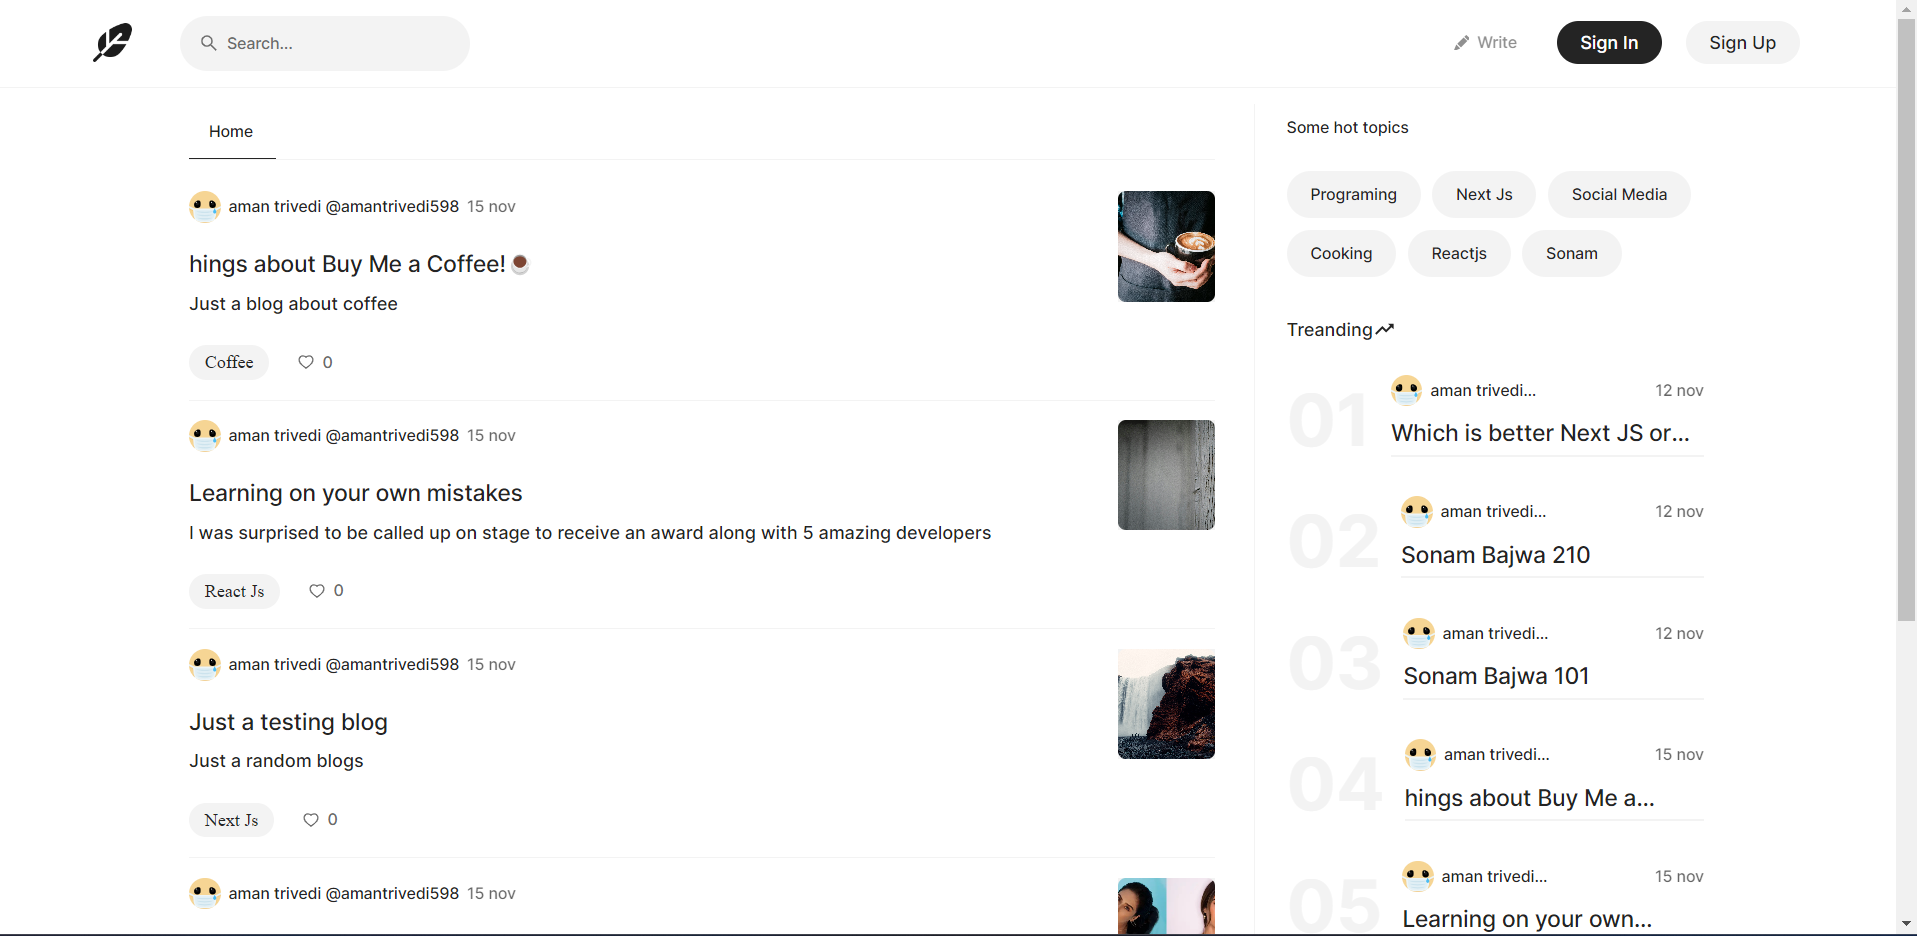 Search...
Write
Sign In
Sign Up
Home
aman trivedi @amantrivedi598 15 nov
hings about Buy Me a Coffee!☕
Just a blog about coffee
Coffee
0
aman trivedi @amantrivedi598 15 nov
Learning on your own mistakes
I was surprised to be called up on stage to receive an award along with 5 amazing developers
React Js
0
aman trivedi @amantrivedi598 15 nov
Just a testing blog
Just a random blogs
Next Js
0
aman trivedi @amantrivedi598 15 nov
Some hot topics
Programing
Next Js
Social Media
Cooking
Reactjs
Sonam
Treanding
01
aman trivedi...
12 nov
Which is better Next JS or...
02
aman trivedi...
12 nov
Sonam Bajwa 210
03
aman trivedi...
12 nov
Sonam Bajwa 101
04
aman trivedi...
15 nov
hings about Buy Me a...
05
aman trivedi...
15 nov
Learning on your own...